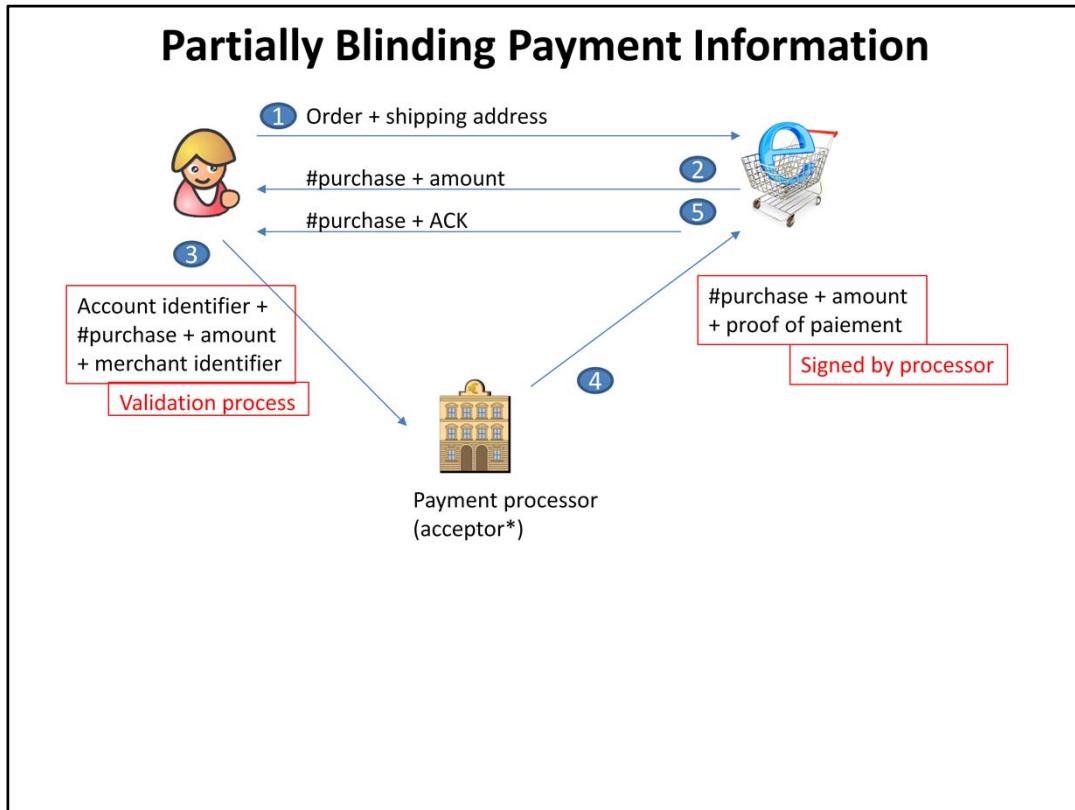 Partially Blinding Payment Information
1 Order + shipping address
#purchase + amount 2
#purchase + ACK 5
3
Account identifier +
#purchase + amount
+ merchant identifier
Validation process
#purchase + amount
+ proof of paiement
Signed by processor
4
Payment processor
(acceptor*)